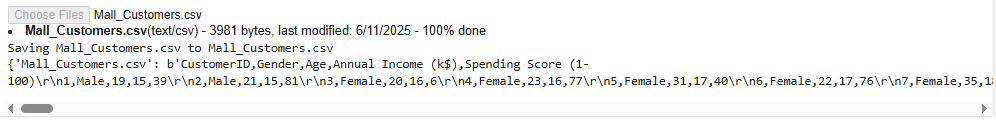 Choose Files Mall_Customers.csv
• Mall_Customers.csv(text/csv) - 3981 bytes, last modified: 6/11/2025 - 100% done
Saving Mall_Customers.csv to Mall_Customers.csv
{'Mall_Customers.csv': b'CustomerID,Gender,Age,Annual Income (k$),Spending Score (1-
100)\r\n1,Male,19,15,39\r\n2,Male,21,15,81\r\n3,Female,20,16,6\r\n4,Female,23,16,77\r\n5,Female,31,17,40\r\n6,Female,22,17,76\r\n7,Female,35,18